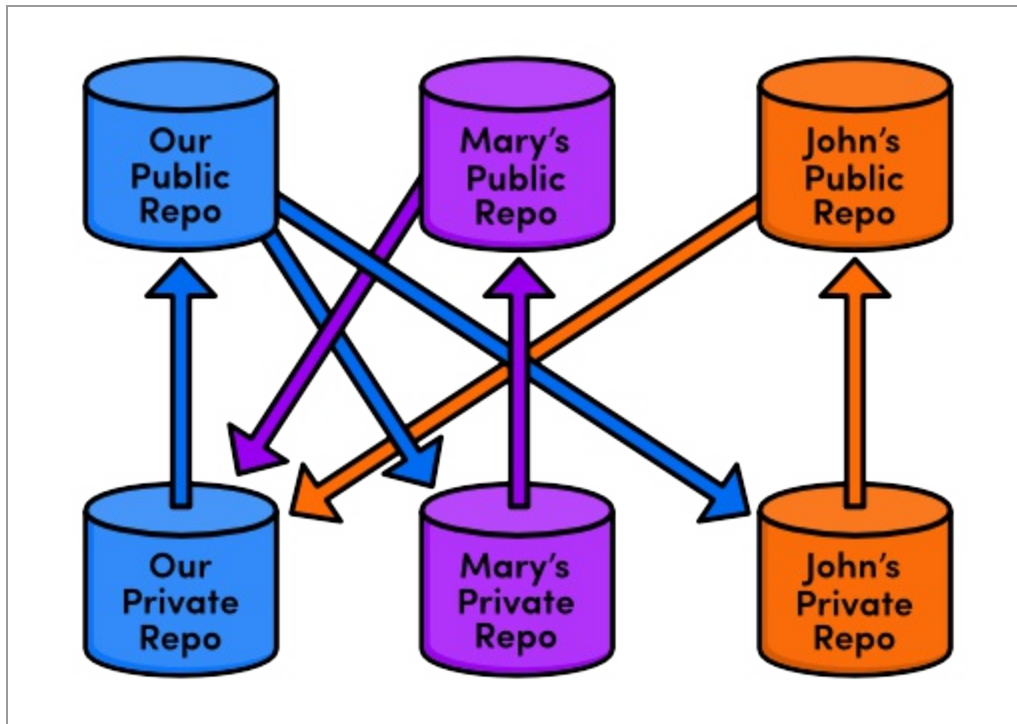 Our
Public
Repo
Mary's
Public
Repo
John's
Public
Repo
Our
Private
Repo
Mary's
Private
Repo
John's
Private
Repo